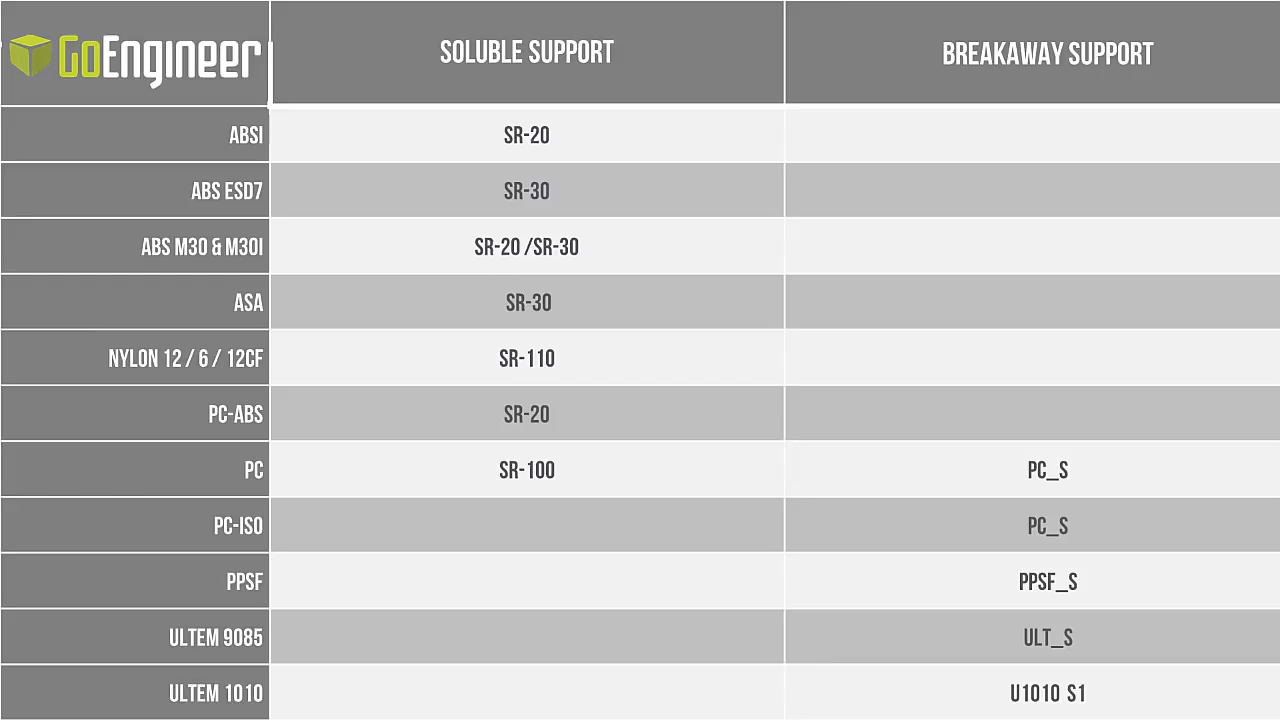 GoEngineer
SOLUBLE SUPPORT
BREAKAWAY SUPPORT
ABSI
SR-20
ABS ESD7
SR-30
ABS M30 & M30I
SR-20 /SR-30
ASA
SR-30
NYLON 12 / 6 / 12CF
SR-110
PC-ABS
SR-20
PC
SR-100
PC_S
PC-ISO
PC_S
PPSF
PPSF_S
ULTEM 9085
ULT_S
ULTEM 1010
U1010 S1